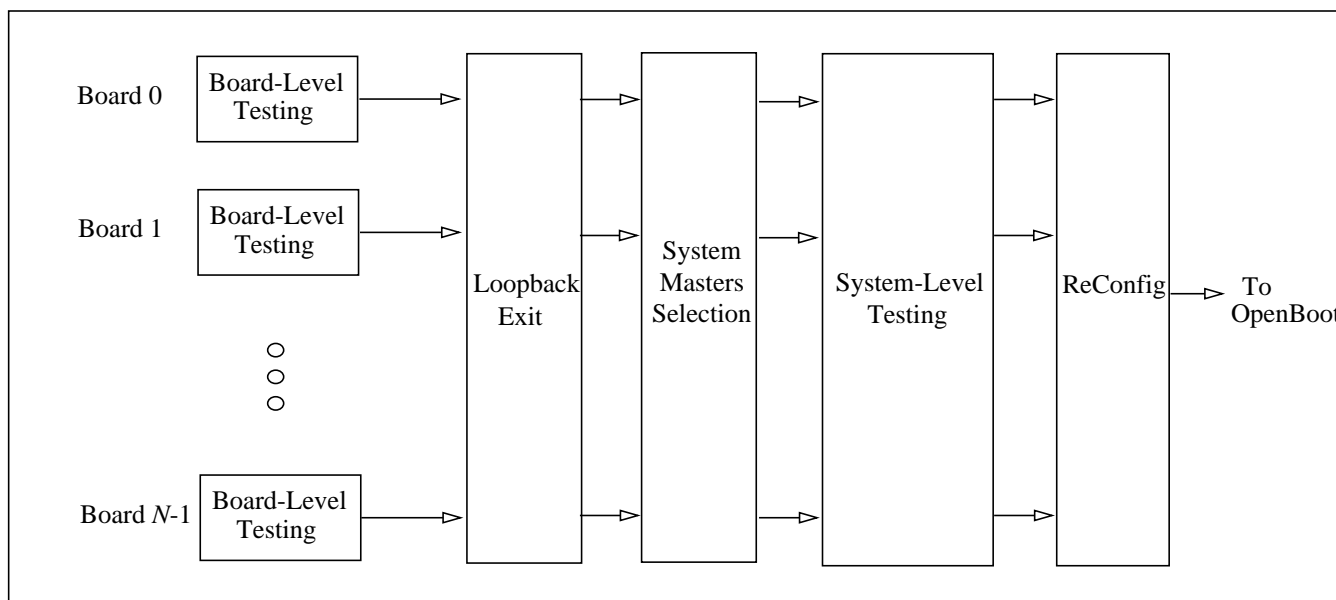 Board 0
Board-Level
Testing
Board 1
Board-Level
Testing
Board N-1
Board-Level
Testing
Loopback
Exit
System
Masters
Selection
System-Level
Testing
ReConfig
To
OpenBoot